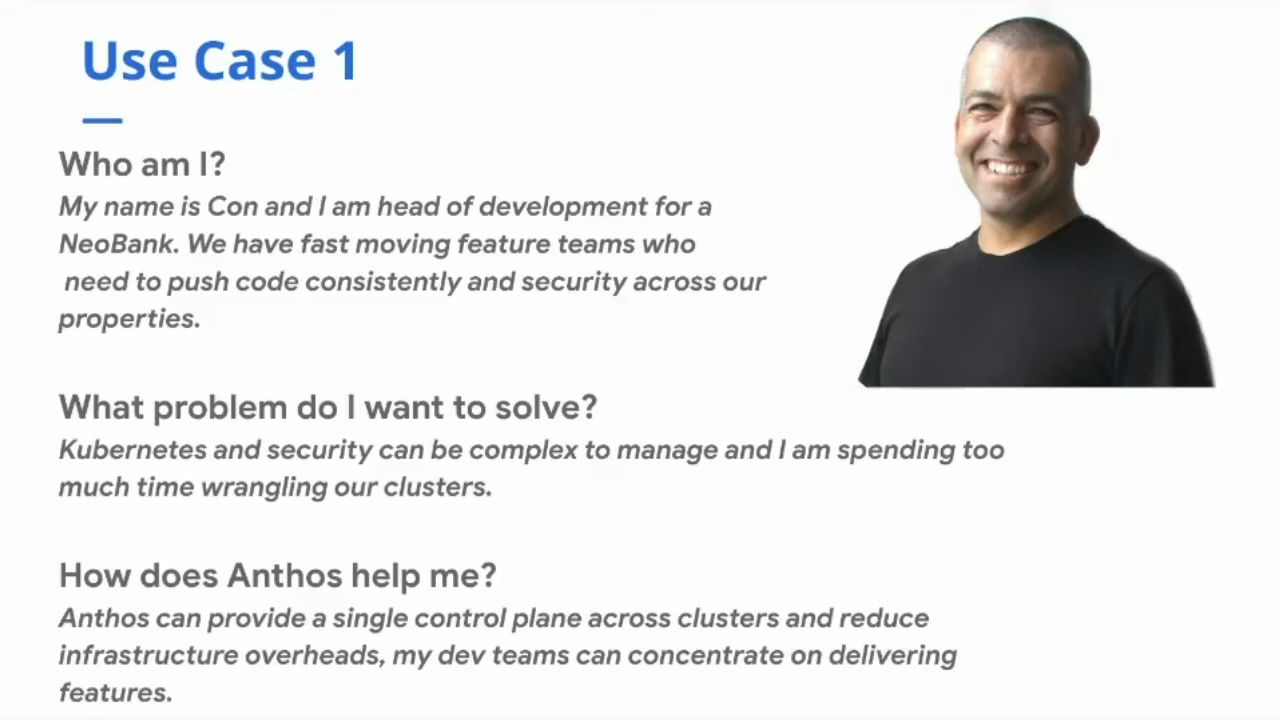 Use Case 1
Who am I?
My name is Con and I am head of development for a
NeoBank. We have fast moving feature teams who
need to push code consistently and security across our
properties.
What problem do I want to solve?
Kubernetes and security can be complex to manage and I am spending too
much time wrangling our clusters.
How does Anthos help me?
Anthos can provide a single control plane across clusters and reduce
infrastructure overheads, my dev teams can concentrate on delivering
features.